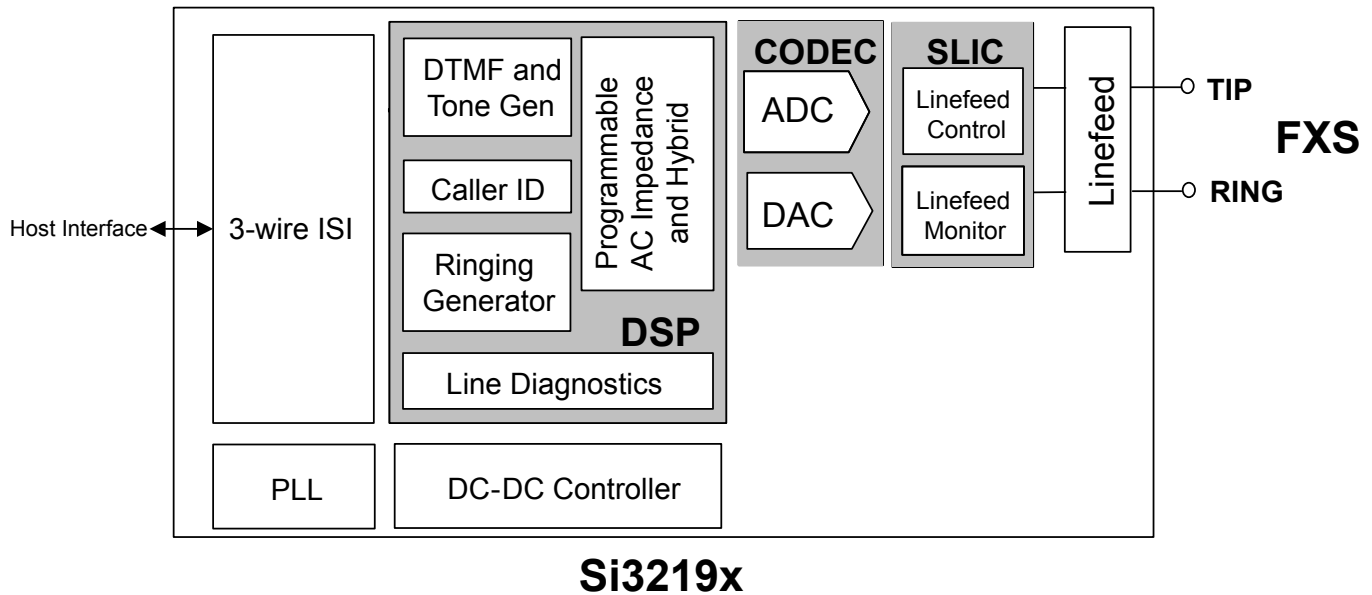 Host Interface
3-wire ISI
DTMF and
Tone Gen
Caller ID
Ringing
Generator
Programmable
AC Impedance
and Hybrid
DSP
Line Diagnostics
CODEC
ADC
DAC
SLIC
Linefeed
Control
Linefeed
Monitor
Linefeed
TIP
FXS
RING
PLL
DC-DC Controller
Si3219x